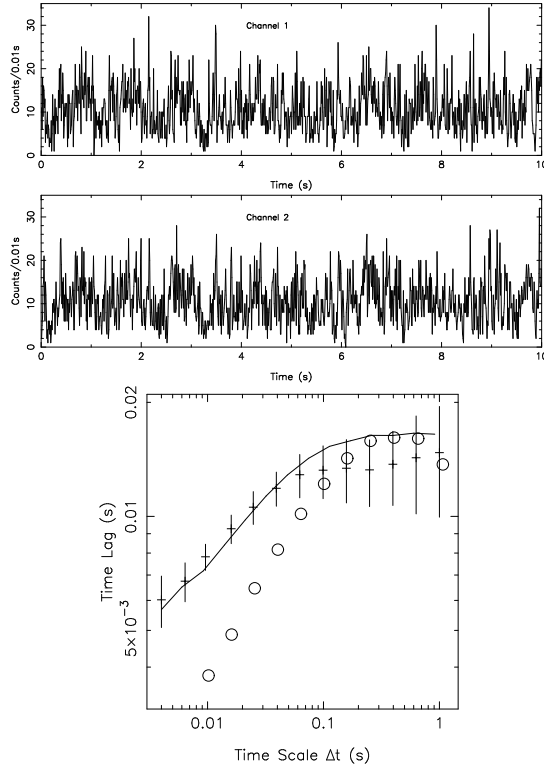 Channel 1
Counts/0.01s
0 10 20 30
0 2 4 6 8 10
Time (s)
Channel 2
Counts/0.01s
0 10 20 30
0 2 4 6 8 10
Time (s)
Time Lag (s)
0.02
0.01
5×10⁻³
0.01 0.1 1
Time Scale Δt (s)